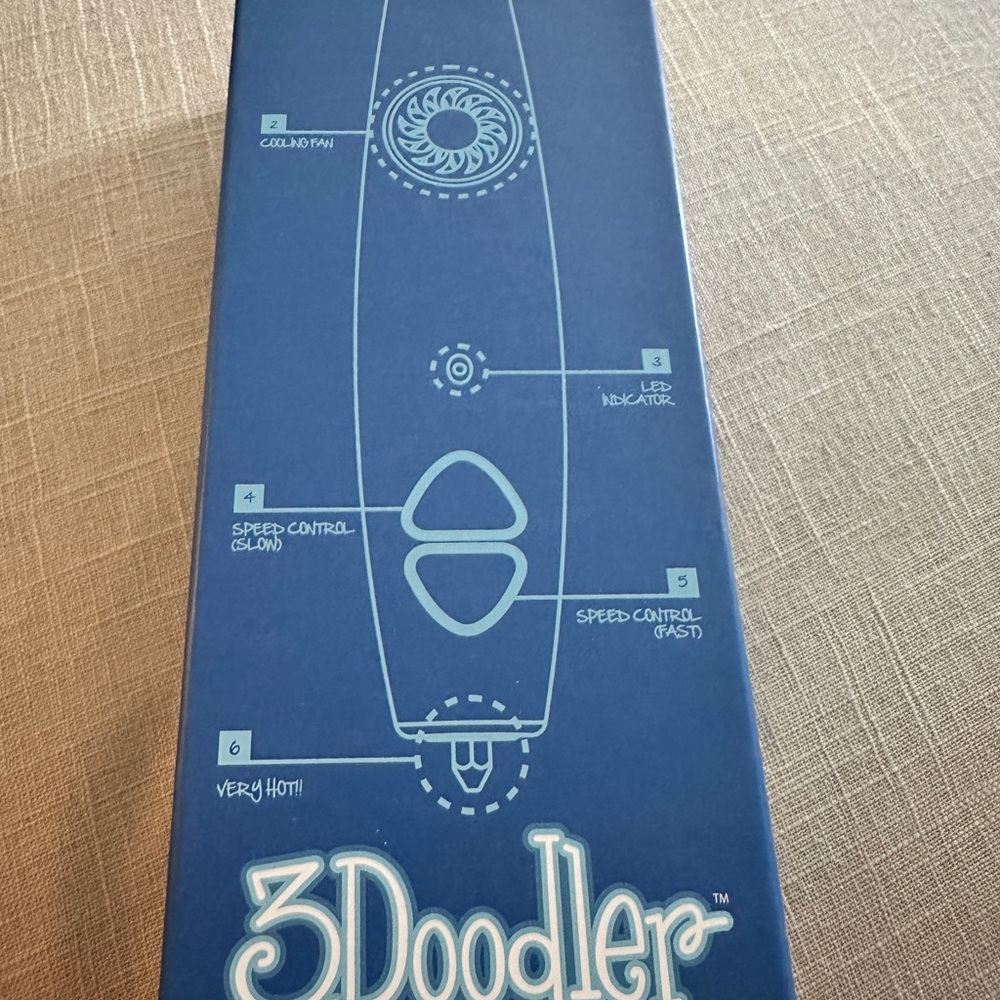 2
COOLING FAN
3
LED
INDICATOR
4
SPEED CONTROL
(SLOW)
5
SPEED CONTROL
(FAST)
6
VERY HOT!!
3Doodler™